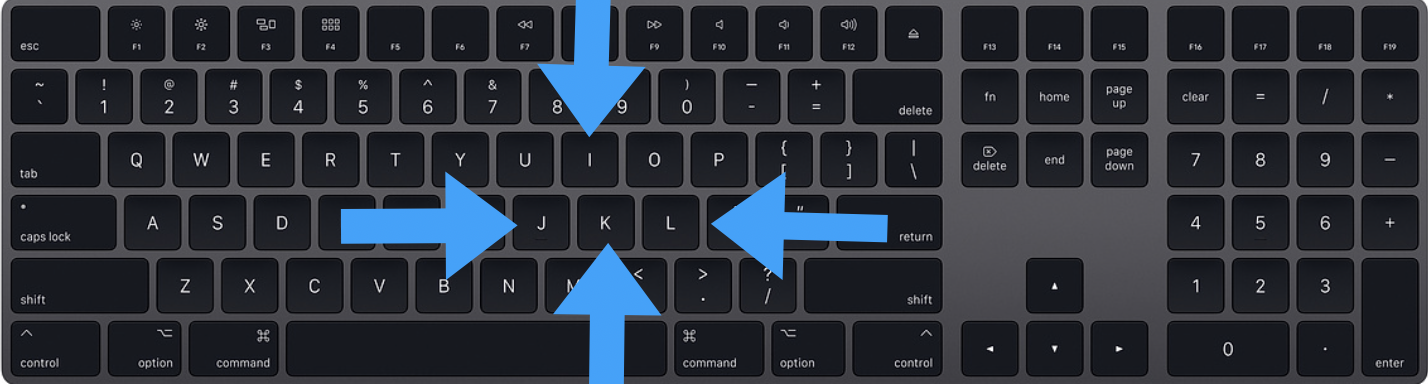 esc F1 F2 F3 F4 F5 F6 F7 F9 F10 F11 F12 F13 F14 F15 F16 F17 F18 F19
~ ! @ # $ % ^ & ) — +
` 1 2 3 4 5 6 7 8 9 0 - = delete fn home page up clear = / *
tab Q W E R T Y U I O P { [ } ] | \ delete end page down 7 8 9 −
caps lock A S D J K L " return 4 5 6 +
shift Z X C V B N M < > . ? / shift 1 2 3
control option command command option control 0 . enter